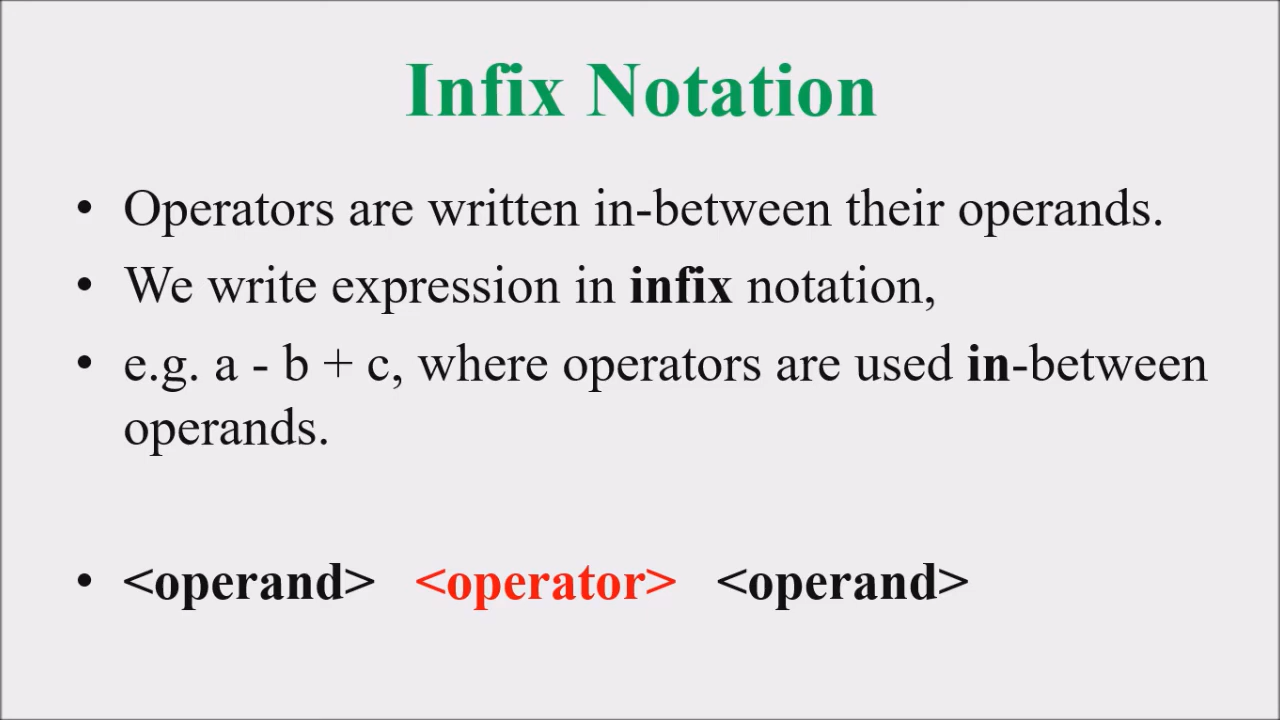 Infix Notation
• Operators are written in-between their operands.
• We write expression in infix notation,
• e.g. a - b + c, where operators are used in-between
operands.
• <operand> <operator> <operand>